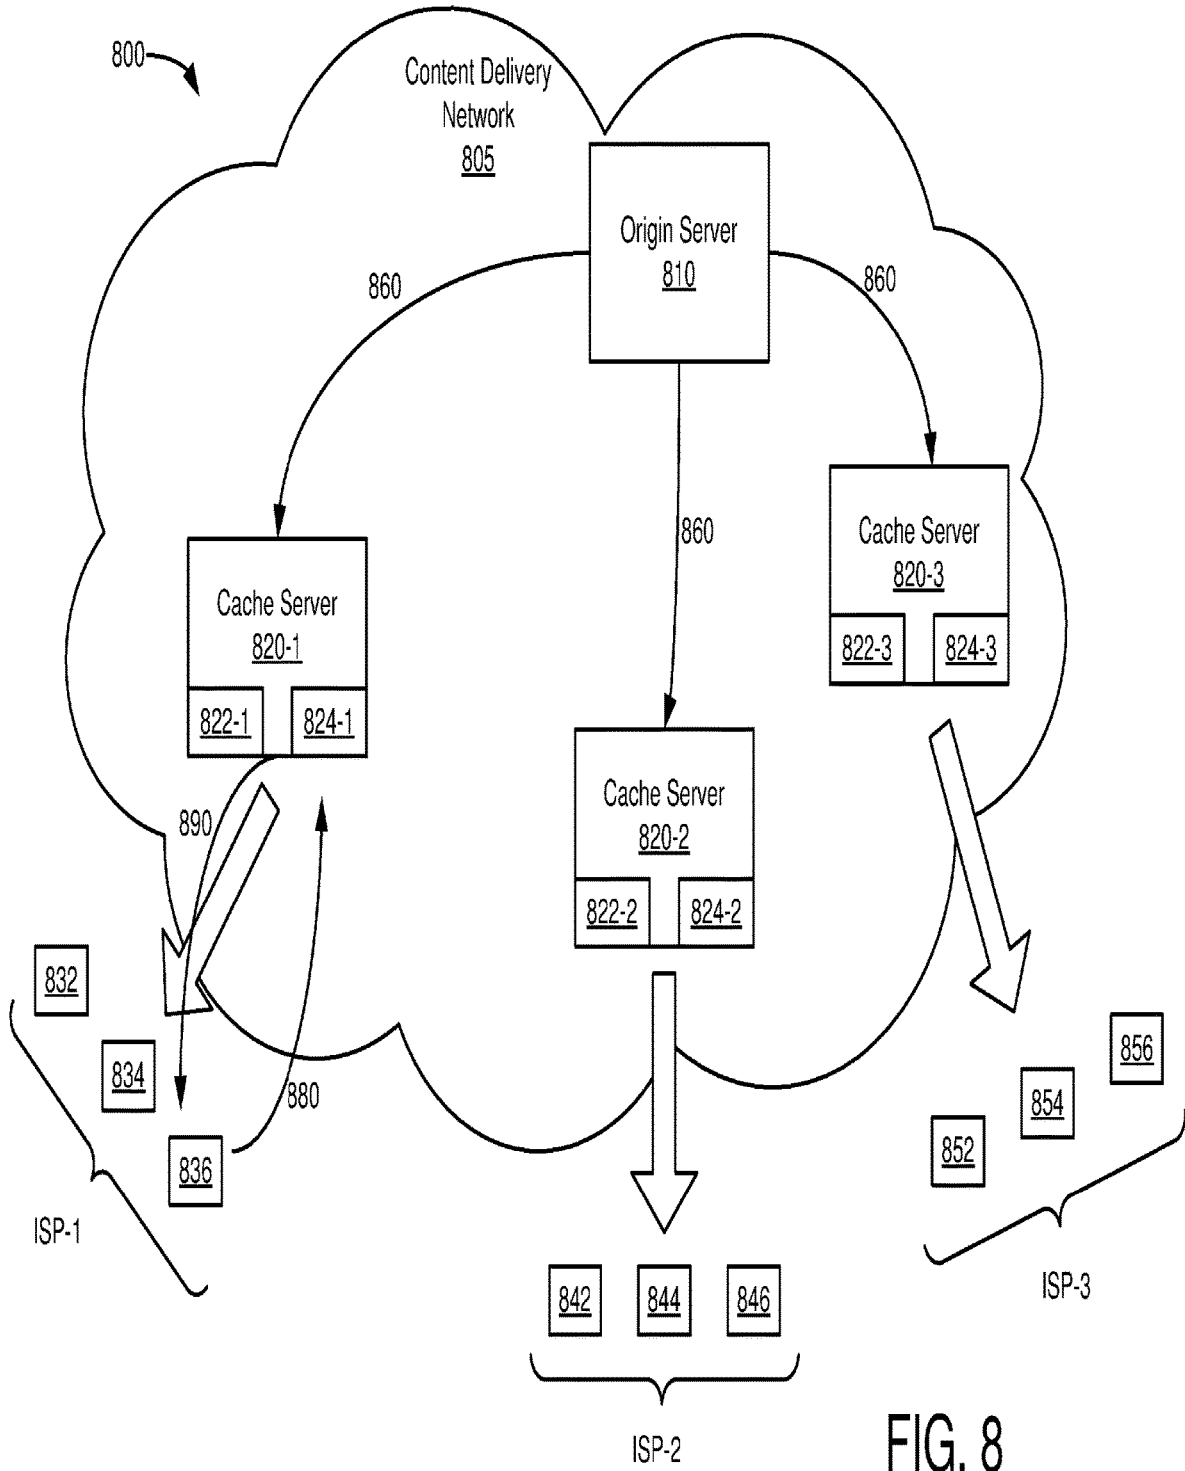 800
Content Delivery
Network
805
Origin Server
810
860
860
860
Cache Server
820-3
822-3
824-3
Cache Server
820-1
822-1
824-1
Cache Server
820-2
822-2
824-2
890
880
832
834
836
ISP-1
842
844
846
ISP-2
852
854
856
ISP-3
FIG. 8